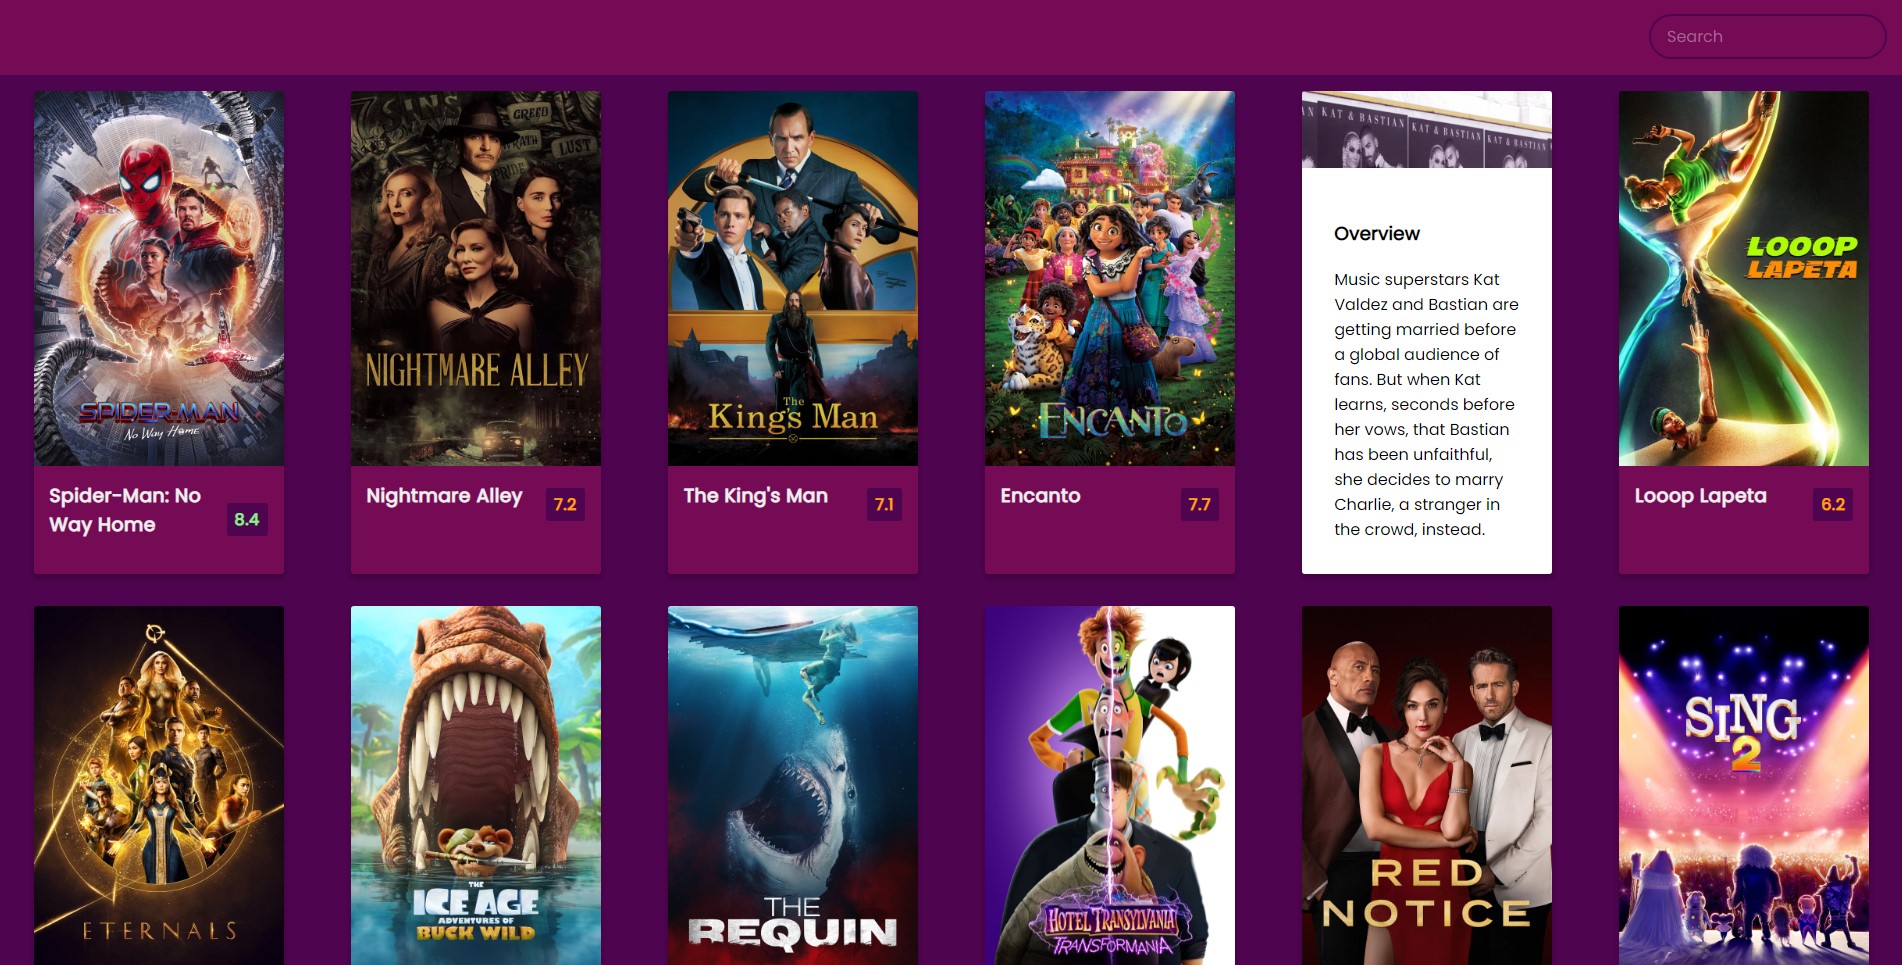 Search
7 SINS
GREED
WRATH
LUST
PRIDE
NIGHTMARE ALLEY
The
King's Man
ENCANTO
KAT & BASTIAN
KAT & BASTIAN
KAT & BASTIAN
Overview
Music superstars Kat
Valdez and Bastian are
getting married before
a global audience of
fans. But when Kat
learns, seconds before
her vows, that Bastian
has been unfaithful,
she decides to marry
Charlie, a stranger in
the crowd, instead.
LOOOP
LAPETA
SPIDER-MAN
No Way Home
Spider-Man: No
Way Home
8.4
Nightmare Alley
7.2
The King's Man
7.1
Encanto
7.7
Looop Lapeta
6.2
ETERNALS
THE
ICE AGE
ADVENTURES OF
BUCK WILD
THE
REQUIN
HOTEL TRANSYLVANIA
TRANSFORMANIA
RED
NOTICE
SING
2